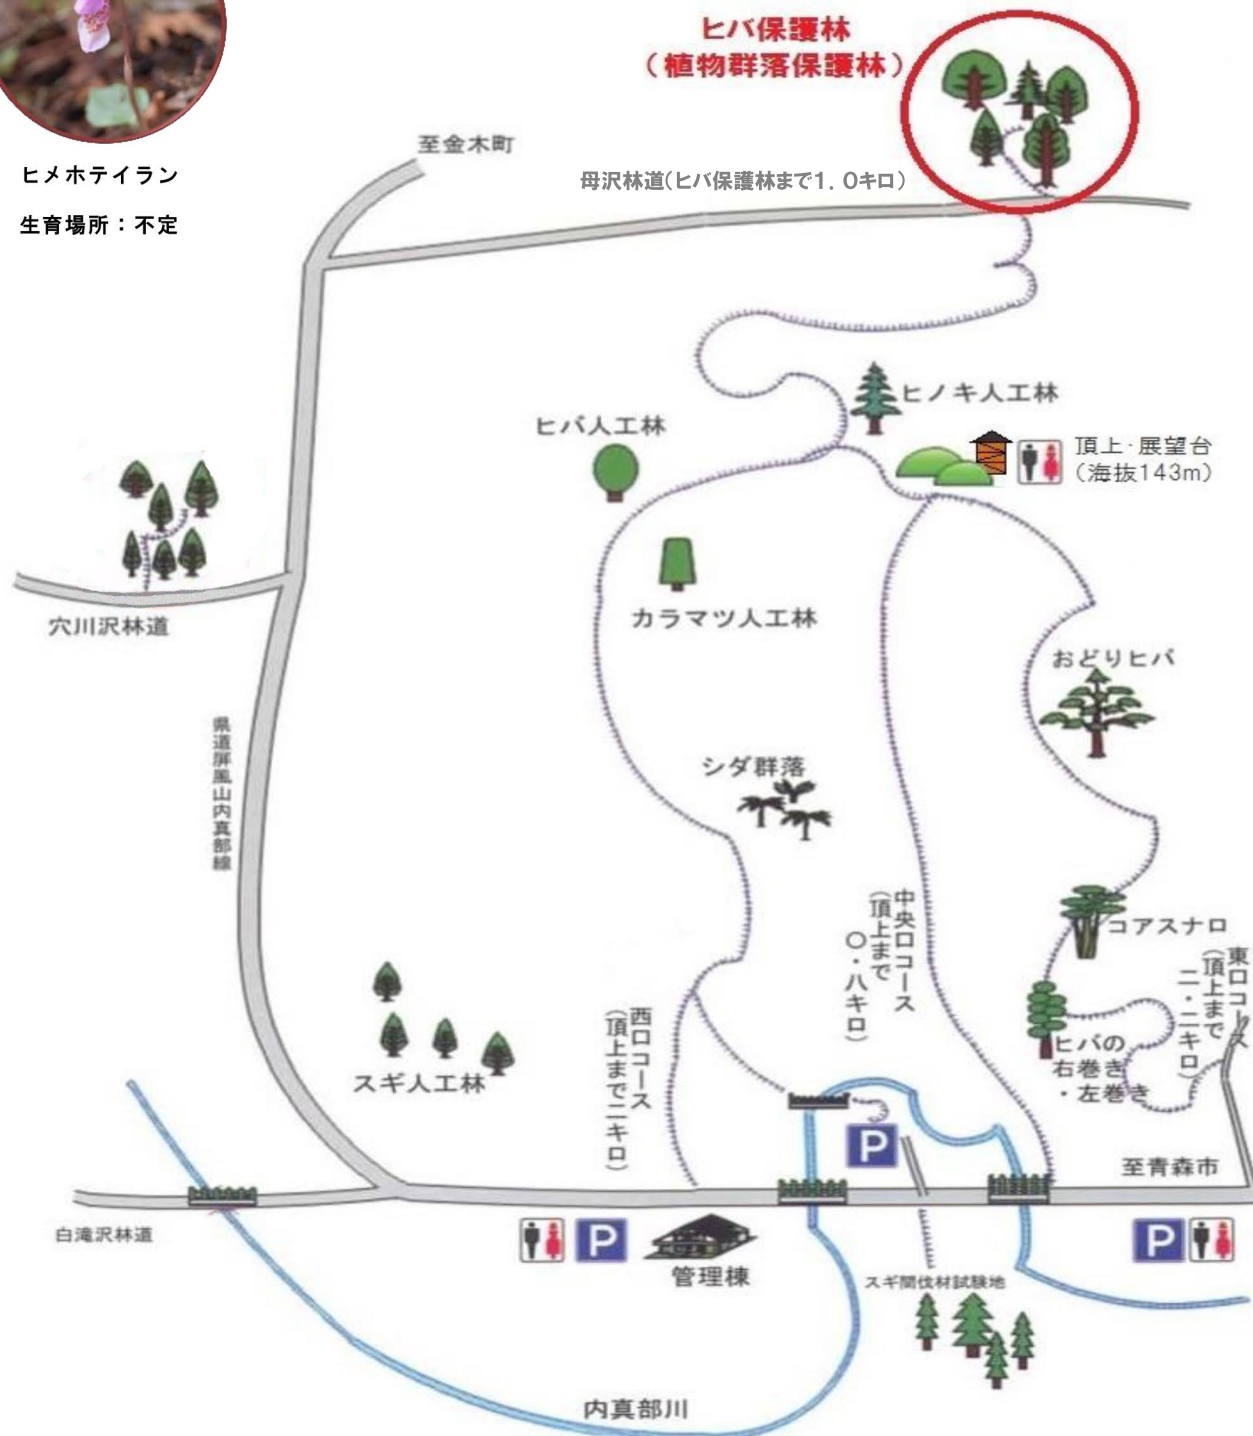 ヒバ保護林
（植物群落保護林）
至金木町
母沢林道(ヒバ保護林まで1.0キロ)
ヒメホテイラン
生育場所：不定
ヒノキ人工林
ヒバ人工林
頂上・展望台
（海抜143m）
カラマツ人工林
穴川沢林道
おどりヒバ
県道屏風山内真部線
シダ群落
コアスナロ
中央口コース
（頂上まで
〇・八キロ）
東口コース
（頂上まで
二・二キロ）
西口コース
（頂上まで二キロ）
ヒバの
右巻き
・左巻き
スギ人工林
P
至青森市
白滝沢林道
P
管理棟
P
スギ間伐材試験地
内真部川